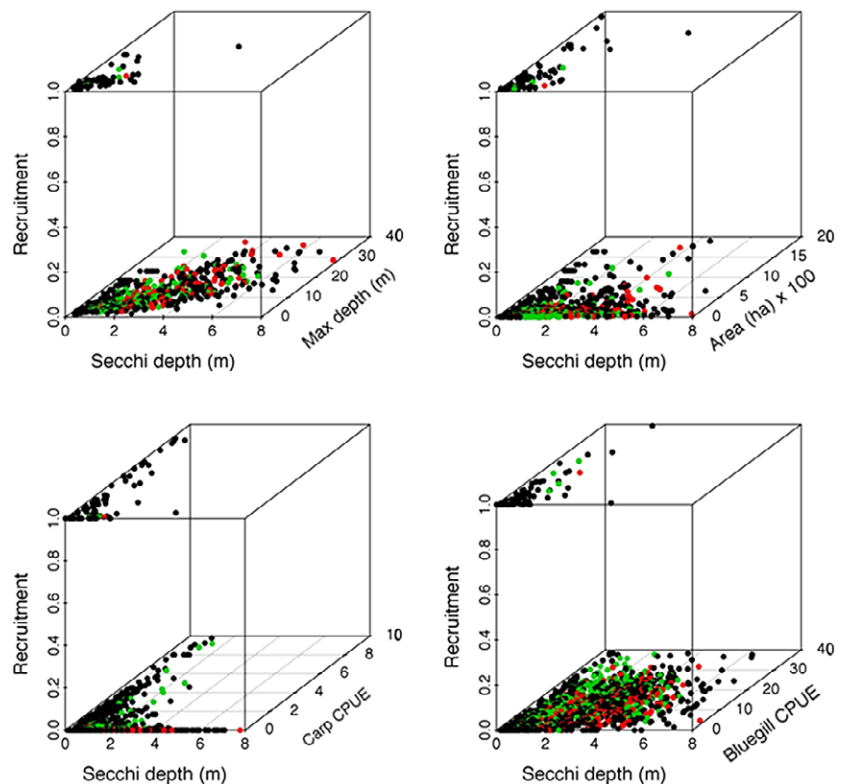 1.0
0.8
0.6
0.4
0.2
0.0
Recruitment
0 2 4 6 8
Secchi depth (m)
0 10 20 30 40
Max depth (m)
1.0
0.8
0.6
0.4
0.2
0.0
Recruitment
0 2 4 6 8
Secchi depth (m)
0 5 10 15 20
Area (ha) x 100
1.0
0.8
0.6
0.4
0.2
0.0
Recruitment
0 2 4 6 8
Secchi depth (m)
0 2 4 6 8 10
Carp CPUE
1.0
0.8
0.6
0.4
0.2
0.0
Recruitment
0 2 4 6 8
Secchi depth (m)
0 10 20 30 40
Bluegill CPUE